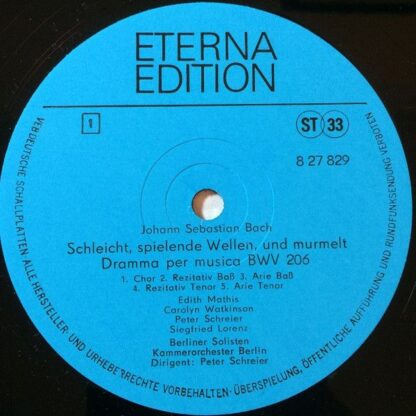 ETERNA
EDITION
1
ST 33
8 27 829
Johann Sebastian Bach
Schleicht, spielende Wellen, und murmelt
Dramma per musica BWV 206
1. Chor 2. Rezitativ Baß 3. Arie Baß
4. Rezitativ Tenor 5. Arie Tenor
Edith Mathis
Carolyn Watkinson
Peter Schreier
Siegfried Lorenz
Berliner Solisten
Kammerorchester Berlin
Dirigent: Peter Schreier
VEB DEUTSCHE SCHALLPLATTEN ALLE HERSTELLER- UND URHEBERRECHTE VORBEHALTEN · ÜBERSPIELUNG, ÖFFENTLICHE AUFFÜHRUNG UND RUNDFUNKSENDUNG VERBOTEN